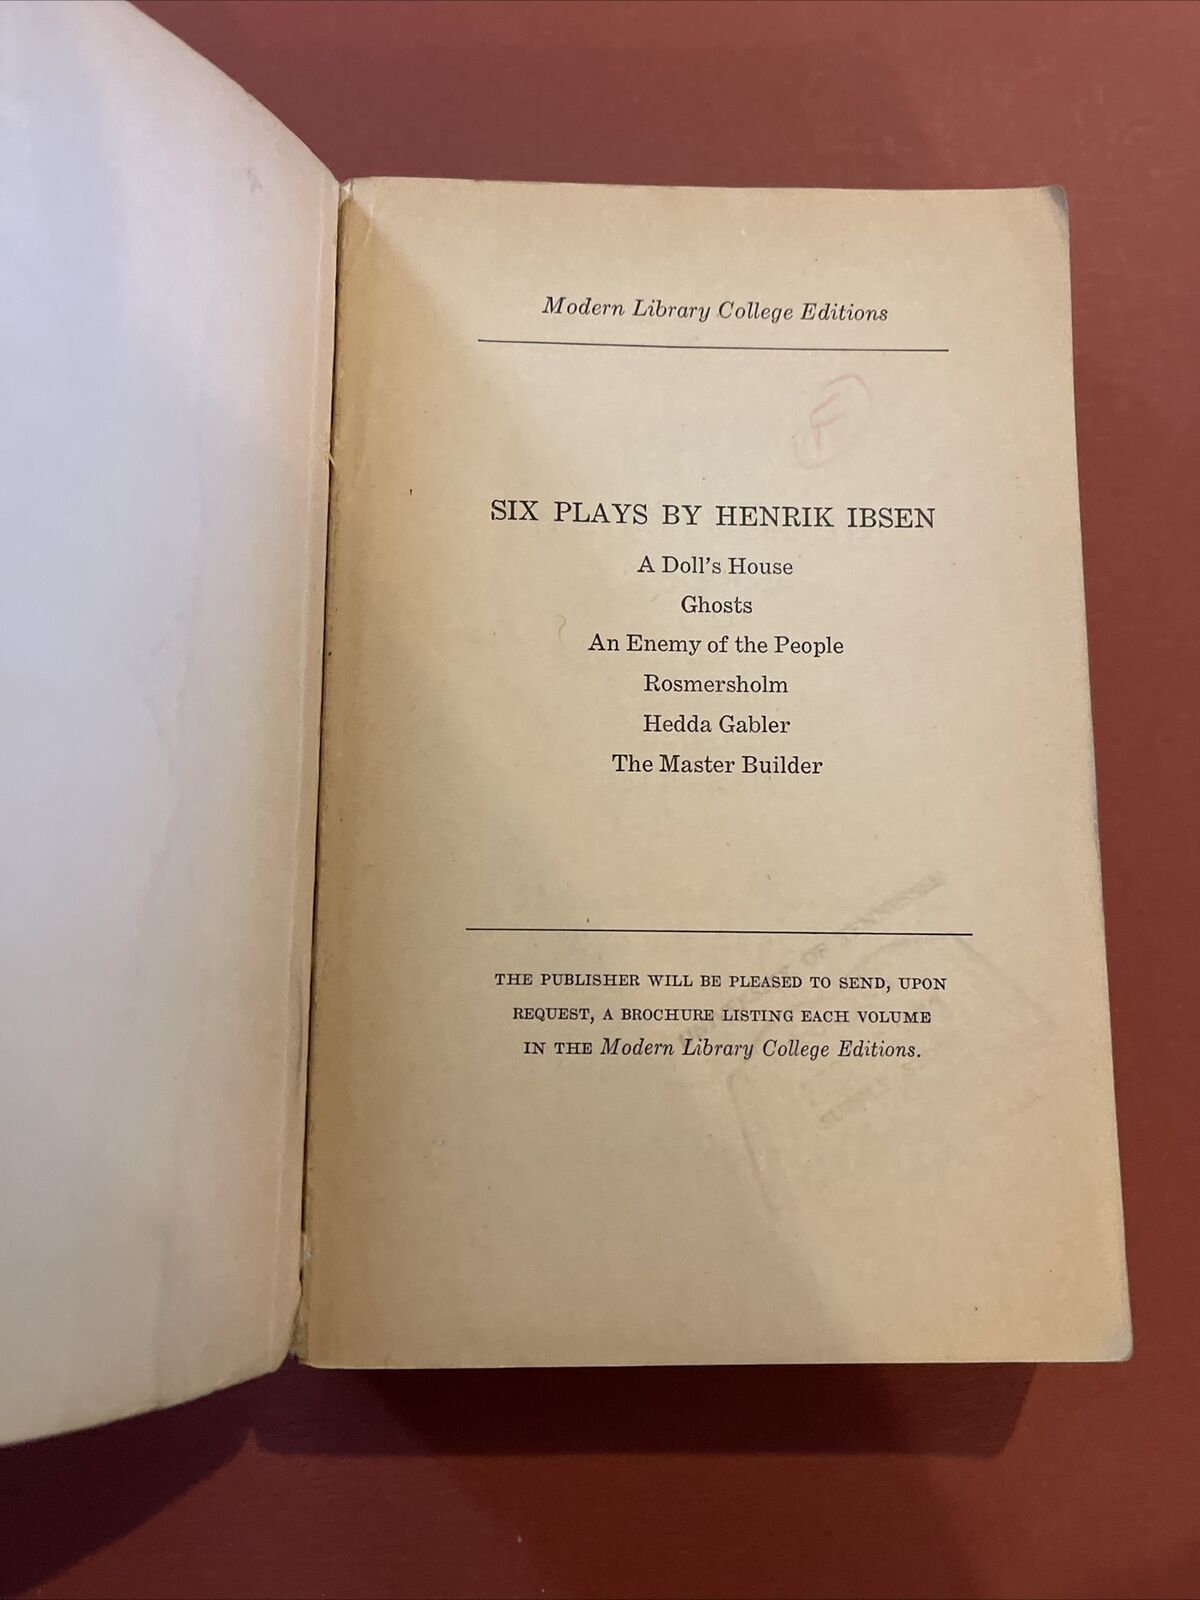 Modern Library College Editions
F
SIX PLAYS BY HENRIK IBSEN
A Doll's House
Ghosts
An Enemy of the People
Rosmersholm
Hedda Gabler
The Master Builder
THE PUBLISHER WILL BE PLEASED TO SEND, UPON
REQUEST, A BROCHURE LISTING EACH VOLUME
IN THE Modern Library College Editions.